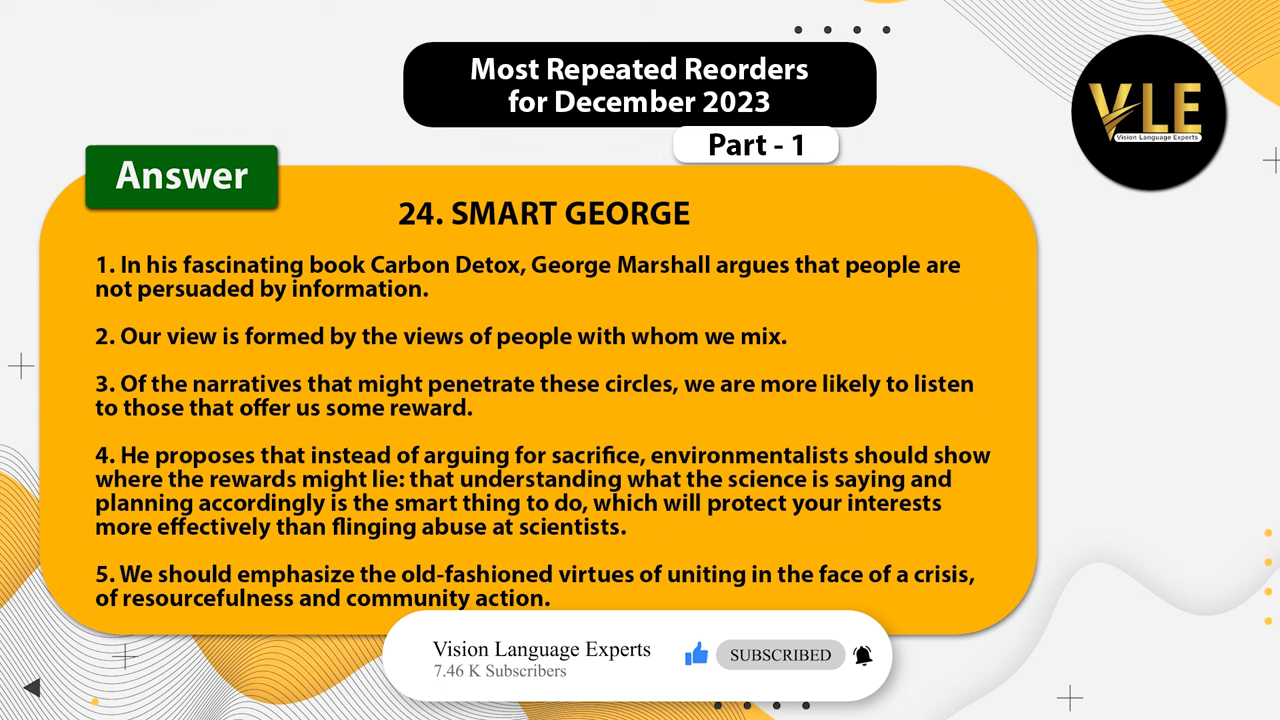 Most Repeated Reorders
for December 2023
Part - 1
VLE
Vision Language Experts
Answer
24. SMART GEORGE
1. In his fascinating book Carbon Detox, George Marshall argues that people are
not persuaded by information.
2. Our view is formed by the views of people with whom we mix.
3. Of the narratives that might penetrate these circles, we are more likely to listen
to those that offer us some reward.
4. He proposes that instead of arguing for sacrifice, environmentalists should show
where the rewards might lie: that understanding what the science is saying and
planning accordingly is the smart thing to do, which will protect your interests
more effectively than flinging abuse at scientists.
5. We should emphasize the old-fashioned virtues of uniting in the face of a crisis,
of resourcefulness and community action.
Vision Language Experts
7.46 K Subscribers
SUBSCRIBED